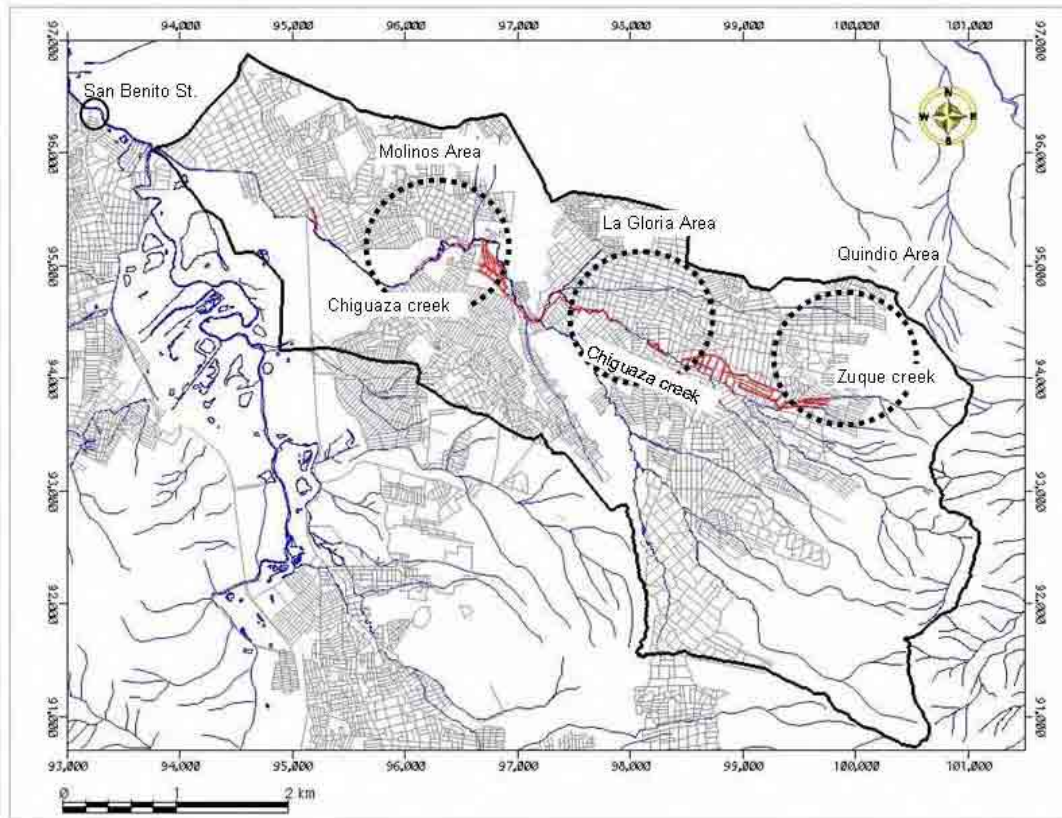 94,000 95,000 96,000 97,000 98,000 99,000 100,000 101,000
97,000 97,000
San Benito St.
N
W E
S
96,000 96,000
Molinos Area
La Gloria Area
Quindio Area
95,000 95,000
Chiguaza creek
Chiguaza creek
Zuque creek
94,000 94,000
93,000 93,000
92,000 92,000
91,000 91,000
93,000 94,000 95,000 96,000 97,000 98,000 99,000 100,000 101,000
0 1 2 km